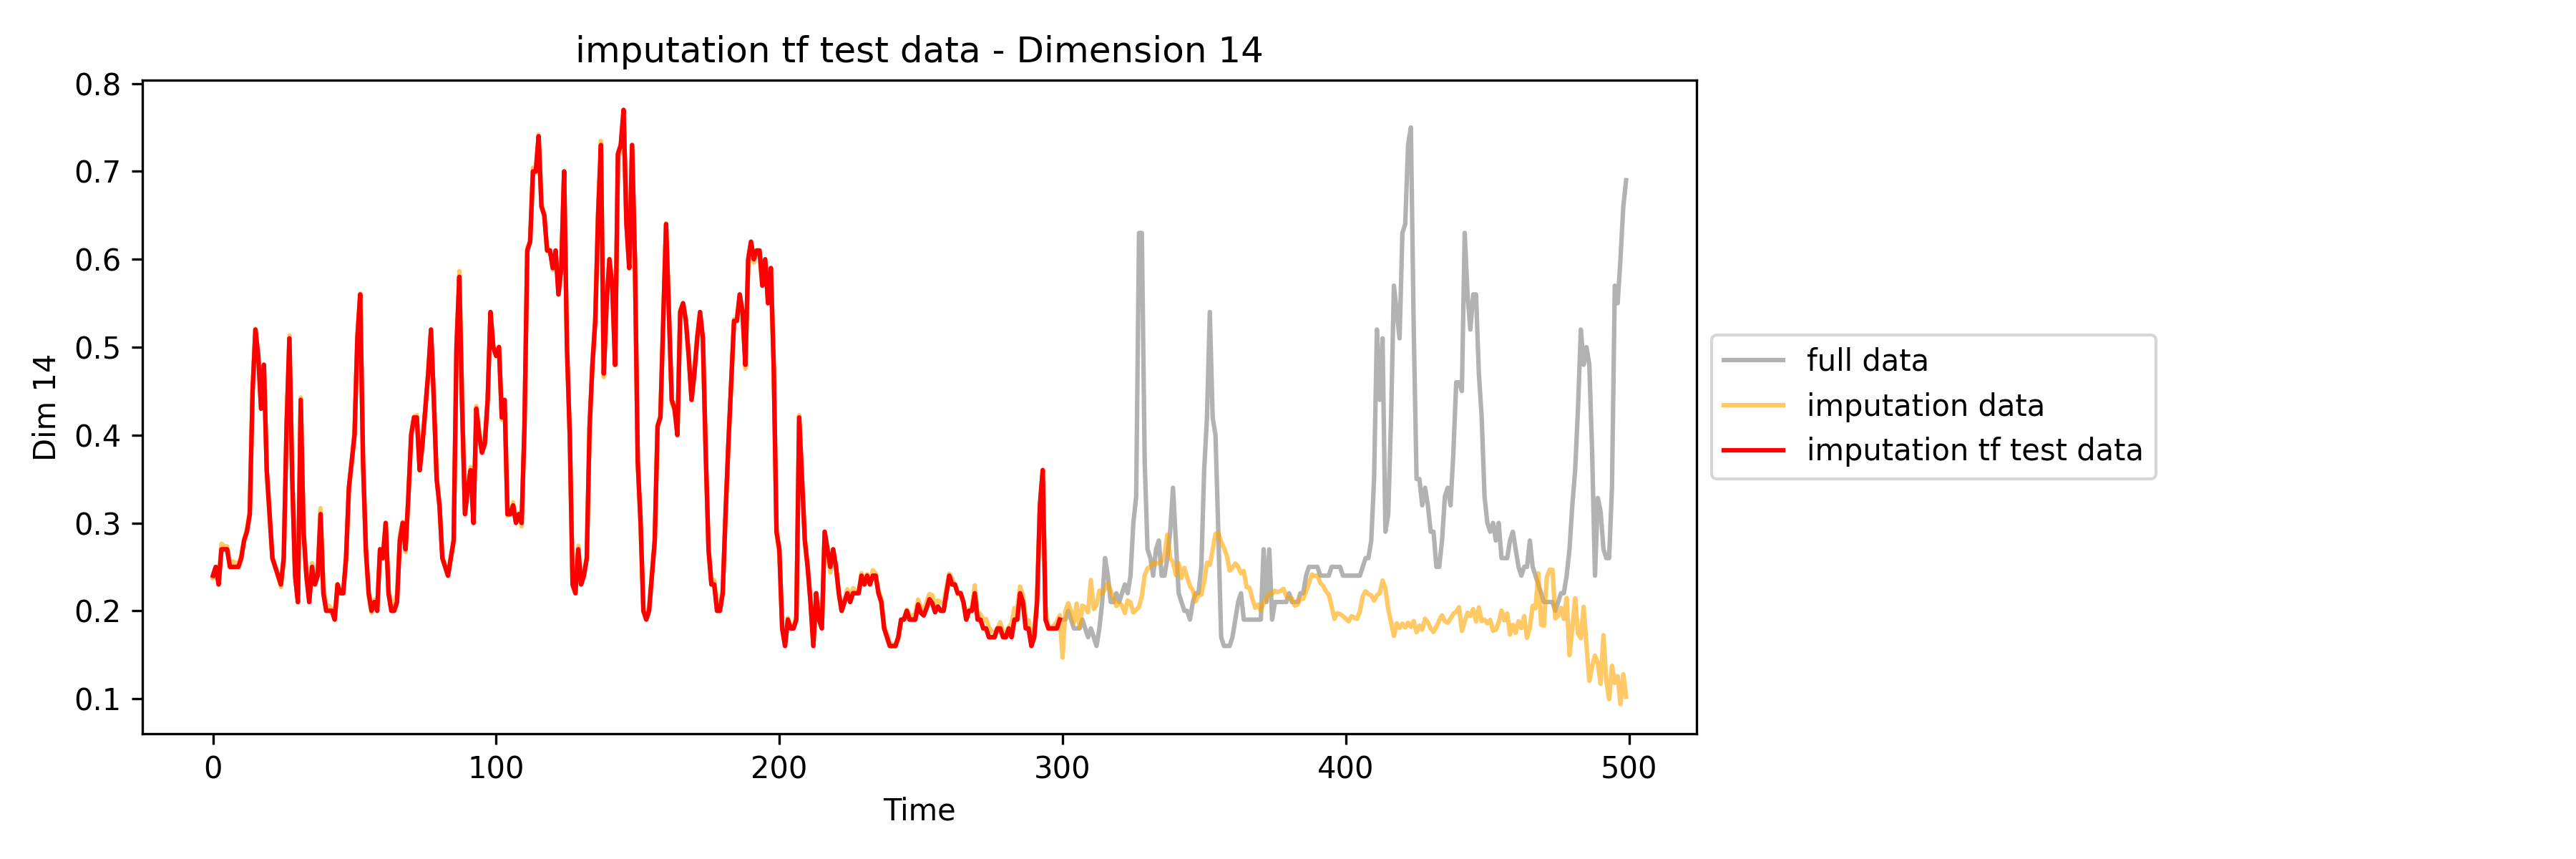 imputation tf test data - Dimension 14
0.8
0.7
0.6
0.5
0.4
0.3
0.2
0.1
Dim 14
0 100 200 300 400 500
Time
full data
imputation data
imputation tf test data